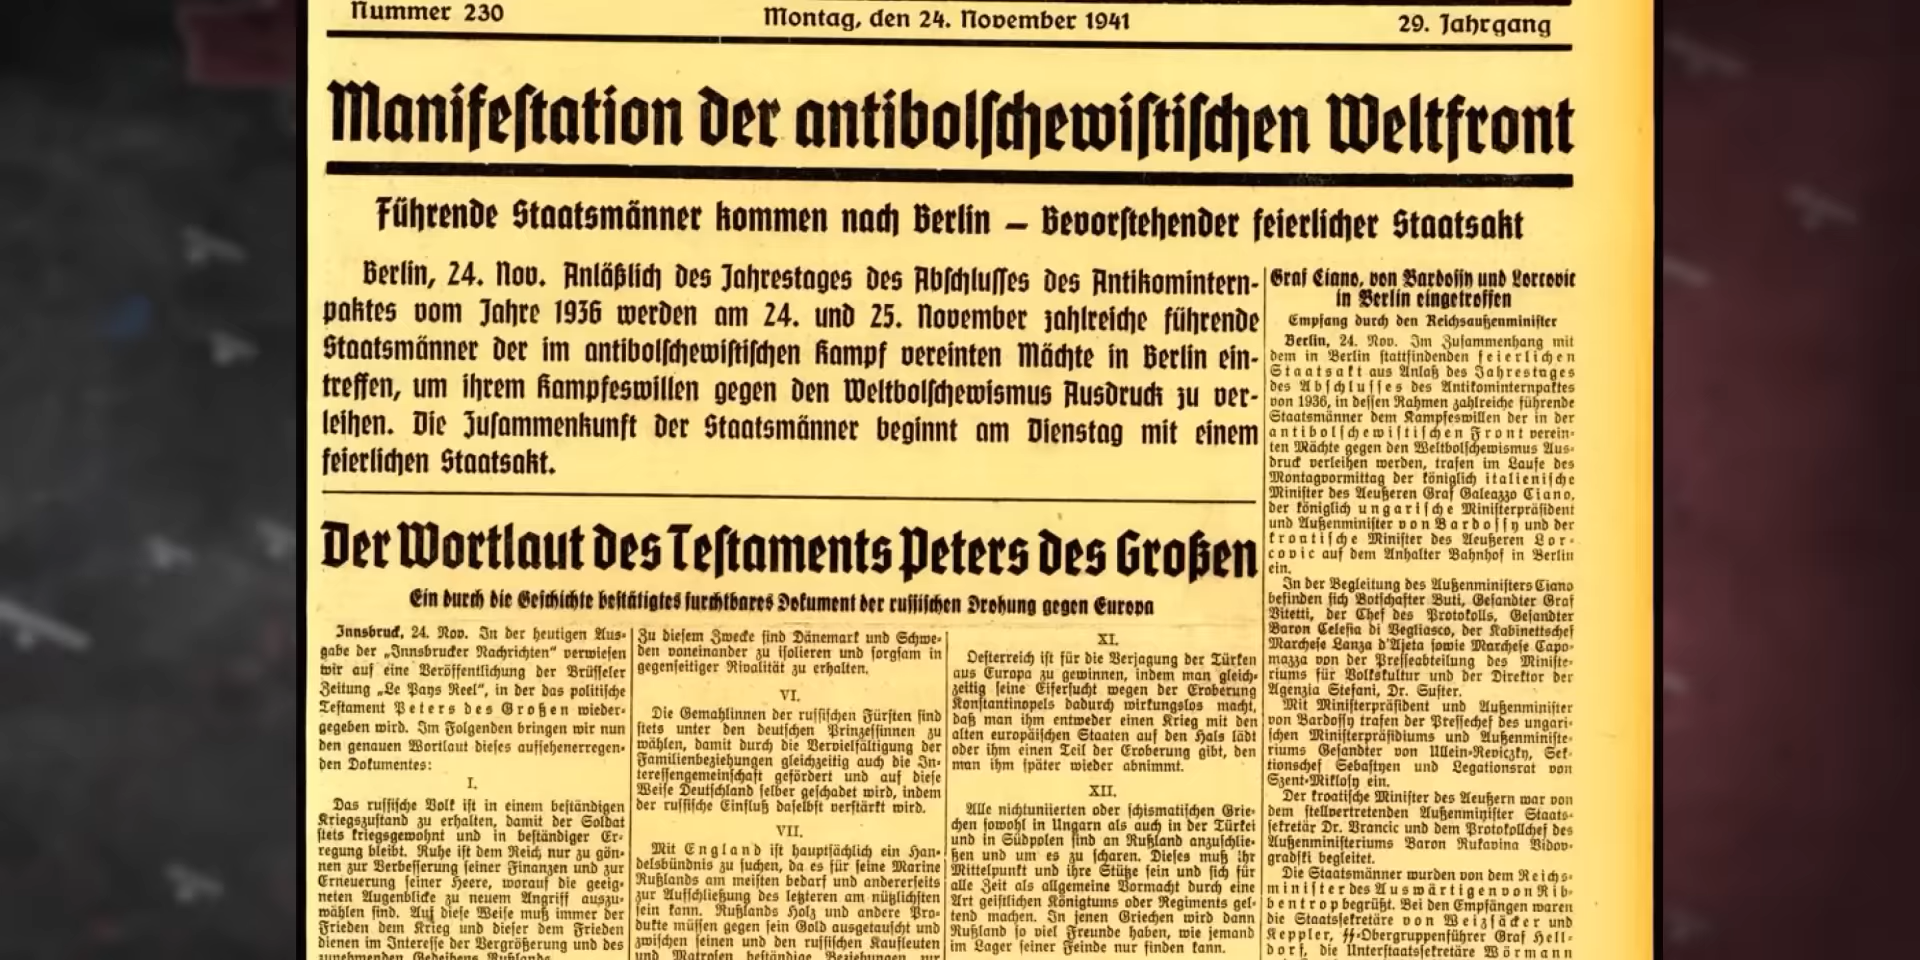 Nummer 230
Montag, den 24. November 1941
29. Jahrgang
Manifestation der antibolschewistischen Weltfront
Führende Staatsmänner kommen nach Berlin – Bevorstehender feierlicher Staatsakt
Berlin, 24. Nov. Anläßlich des Jahrestages des Abschlusses des Antikomintern-
paktes vom Jahre 1936 werden am 24. und 25. November zahlreiche führende
Staatsmänner der im antibolschewistischen Kampf vereinten Mächte in Berlin ein-
treffen, um ihrem Kampfeswillen gegen den Weltbolschewismus Ausdruck zu ver-
leihen. Die Zusammenkunft der Staatsmänner beginnt am Dienstag mit einem
feierlichen Staatsakt.
Der Wortlaut des Testaments Peters des Großen
Ein durch die Geschichte bestätigtes furchtbares Dokument der russischen Drohung gegen Europa
Innsbruck, 24. Nov. In der heutigen Aus-
gabe der „Innsbrucker Nachrichten“ verwiesen
wir auf eine Veröffentlichung der Brüsseler
Zeitung „Le Pays Reel“, in der das politische
Testament Peters des Großen wieder-
gegeben wird. Im Folgenden bringen wir nun
den genauen Wortlaut dieses aufsehenerregen-
den Dokumentes:
I.
Das russische Volk ist in einem beständigen
Kriegszustand zu erhalten, damit der Soldat
stets kriegsgewohnt und in beständiger Er-
regung bleibt. Ruhe ist dem Reich nur zu gön-
nen zur Verbesserung seiner Finanzen und zur
Erneuerung seiner Heere, worauf die geeig-
neten Augenblicke zu neuem Angriff auszu-
wählen sind. Auf diese Weise muß immer der
Frieden dem Krieg und dieser dem Frieden
dienen im Interesse der Vergrößerung und des
zunehmenden Gedeihens Rußlands.
Zu diesem Zwecke sind Dänemark und Schwe-
den voneinander zu isolieren und sorgsam in
gegenseitiger Rivalität zu erhalten.
VI.
Die Gemahlinnen der russischen Fürsten sind
stets unter den deutschen Prinzessinnen zu
wählen, damit durch die Vervielfältigung der
Familienbeziehungen gleichzeitig auch die In-
teressengemeinschaft gefördert und auf diese
Weise Deutschland selber geschadet wird, indem
der russische Einfluß daselbst verstärkt wird.
VII.
Mit England ist hauptsächlich ein Han-
delsbündnis zu suchen, da es für seine Marine
Rußlands am meisten bedarf und andererseits
zur Aufschließung des letzteren am nützlichsten
sein kann. Rußlands Holz und andere Pro-
dukte müssen gegen sein Gold ausgetauscht und
zwischen seinen und den russischen Kaufleuten
und Matrosen beständige Beziehungen zur
XI.
Oesterreich ist für die Verjagung der Türken
aus Europa zu gewinnen, indem man gleich-
zeitig seine Eifersucht wegen der Eroberung
Konstantinopels dadurch wirkungslos macht,
daß man ihm entweder einen Krieg mit den
alten europäischen Staaten auf den Hals lädt
oder ihm einen Teil der Eroberung gibt, den
man ihm später wieder abnimmt.
XII.
Alle nichtuniierten oder schismatischen Grie-
chen sowohl in Ungarn als auch in der Türkei
und in Südpolen sind an Rußland anzuschlie-
ßen und um es zu scharen. Dieses muß ihr
Mittelpunkt und ihre Stütze sein und sich für
alle Zeit als allgemeine Vormacht durch eine
Art geistlichen Königtums oder Regiments gel-
tend machen. In jenen Griechen wird dann
Rußland so viel Freunde haben, wie jemand
im Lager seiner Feinde nur finden kann.
Graf Ciano, von Bardossy und Lorcovic
in Berlin eingetroffen
Empfang durch den Reichsaußenminister
Berlin, 24. Nov. Im Zusammenhang mit
dem in Berlin stattfindenden feierlichen
Staatsakt aus Anlaß des Jahrestages
des Abschlusses des Antikominternpaktes
von 1936, in dessen Rahmen zahlreiche führende
Staatsmänner dem Kampfeswillen der in der
antibolschewistischen Front verein-
ten Mächte gegen den Weltbolschewismus Aus-
druck verleihen werden, trafen im Laufe des
Montagvormittag der königlich italienische
Minister des Aeußeren Graf Galeazzo Ciano,
der königlich ungarische Ministerpräsident
und Außenminister von Bardossy und der
kroatische Minister des Aeußeren Lor-
covic auf dem Anhalter Bahnhof in Berlin
ein.
In der Begleitung des Außenministers Ciano
befinden sich Botschafter Buti, Gesandter Graf
Vitetti, der Chef des Protokolls, Gesandter
Baron Celesia di Vegliasco, der Kabinettschef
Marchese Lanza d'Ajeta sowie Marchese Capo-
mazza von der Presseabteilung des Ministe-
riums für Volkskultur und der Direktor der
Agenzia Stefani, Dr. Suster.
Mit Ministerpräsident und Außenminister
von Bardossy trafen der Pressechef des ungari-
schen Ministerpräsidiums und Außenministe-
riums Gesandter von Ullein-Reviczky, Sek-
tionschef Sebastyen und Legationsrat von
Szent-Miklosy ein.
Der kroatische Minister des Aeußern war von
dem stellvertretenden Außenminister Staats-
sekretär Dr. Brancic und dem Protokollchef des
Außenministeriums Baron Rukavina Vidov-
gradski begleitet.
Die Staatsmänner wurden von dem Reichs-
minister des Auswärtigen von Rib-
bentrop begrüßt. Bei den Empfängen waren
die Staatssekretäre von Weizsäcker und
Keppler, SS-Obergruppenführer Graf Hell-
dorf, die Unterstaatssekretäre Wörmann